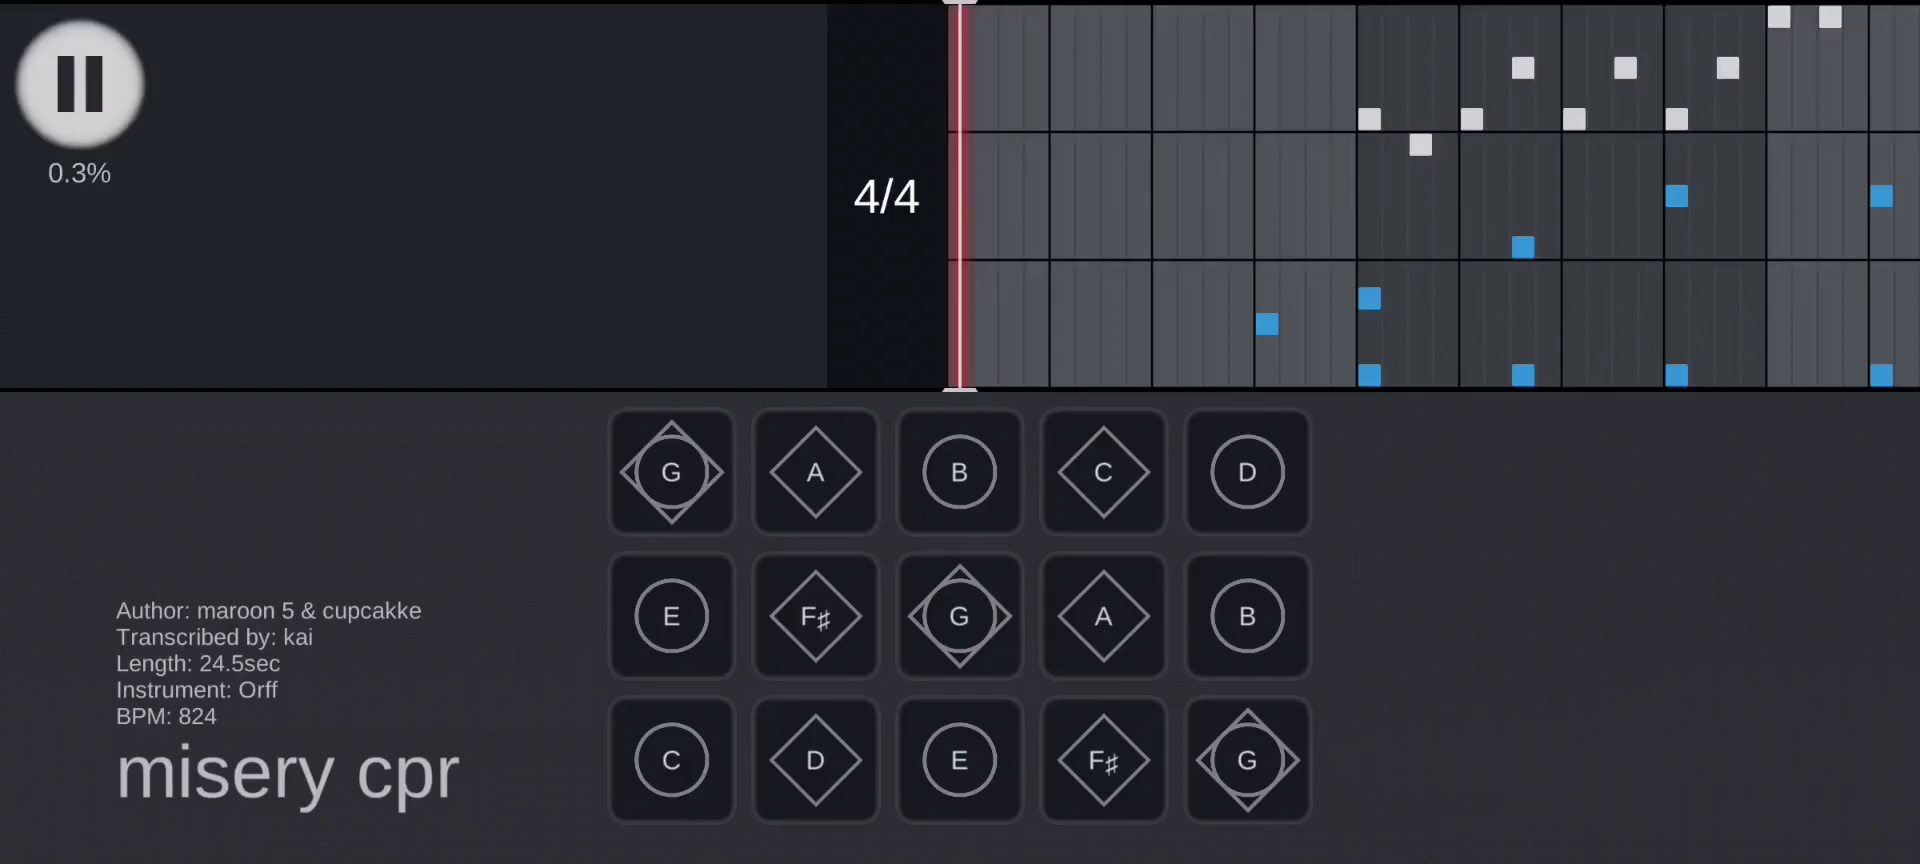 0.3%
4/4
G A B C D
E F♯ G A B
C D E F♯ G
Author: maroon 5 & cupcakke
Transcribed by: kai
Length: 24.5sec
Instrument: Orff
BPM: 824
misery cpr